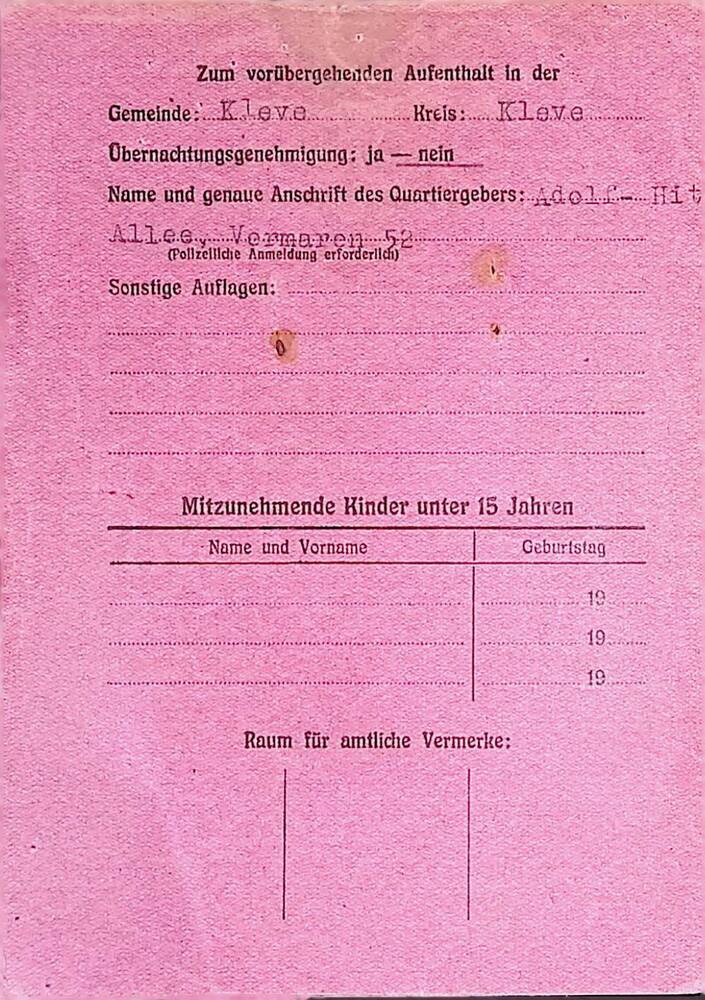 Zum vorübergehenden Aufenthalt in der
Gemeinde: Kleve Kreis: Kleve
Übernachtungsgenehmigung: ja — nein
Name und genaue Anschrift des Quartiergebers: Adolf- Hit
Allee, Vermaren 52
(Polizeiliche Anmeldung erforderlich)
Sonstige Auflagen:
Mitzunehmende Kinder unter 15 Jahren
Name und Vorname Geburtstag
19
19
19
Raum für amtliche Vermerke: